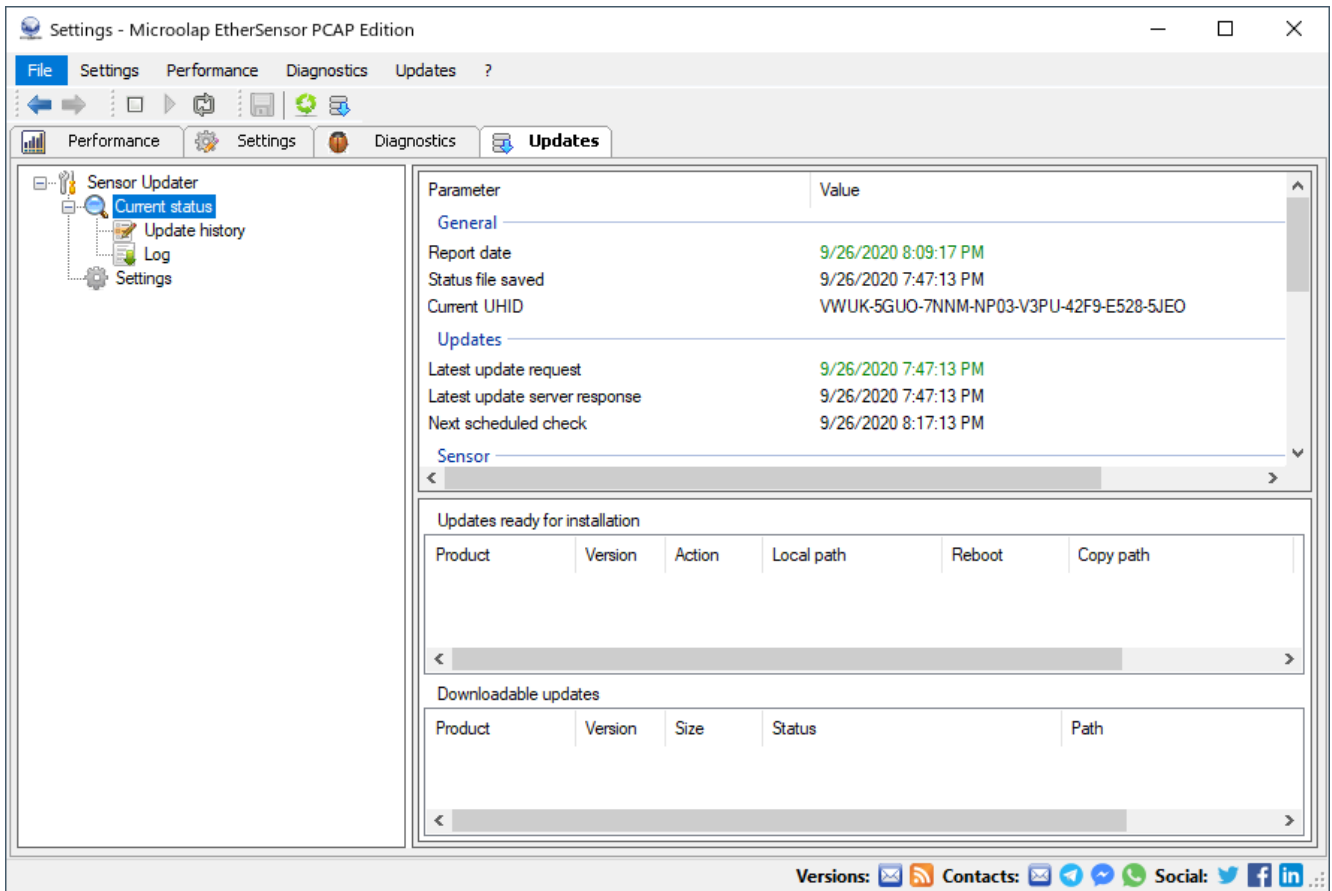 Settings - Microolap EtherSensor PCAP Edition
File Settings Performance Diagnostics Updates ?
Performance Settings Diagnostics Updates
Sensor Updater
Current status
Update history
Log
Settings
Parameter Value
General
Report date 9/26/2020 8:09:17 PM
Status file saved 9/26/2020 7:47:13 PM
Current UHID VWUK-5GUO-7NNM-NP03-V3PU-42F9-E528-5JEO
Updates
Latest update request 9/26/2020 7:47:13 PM
Latest update server response 9/26/2020 7:47:13 PM
Next scheduled check 9/26/2020 8:17:13 PM
Sensor
Updates ready for installation
Product Version Action Local path Reboot Copy path
Downloadable updates
Product Version Size Status Path
Versions: Contacts: Social: